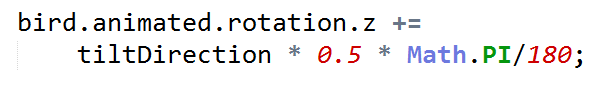 bird.animated.rotation.z +=
tiltDirection * 0.5 * Math.PI/180;